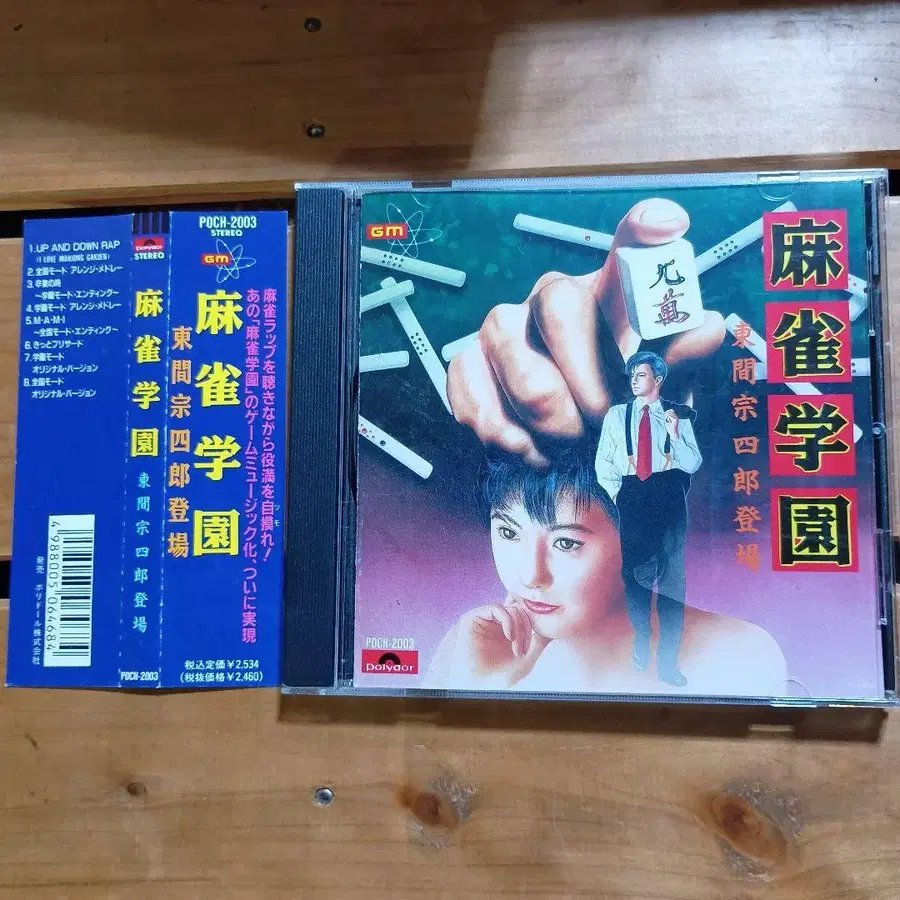 1. UP AND DOWN RAP
(I LOVE MAHJONG GAKUEN)
2. 全国モード アレンジ・メドレー
3. 卒業の時
〜学園モード・エンディング〜
4. 学園モード アレンジ・メドレー
5. M・A・M・I
〜全国モード・エンディング〜
6. きっとブリザード
7. 学園モード
オリジナル・バージョン
8. 全国モード
オリジナル・バージョン
4988005064684
発売 ポリドール株式会社
polydor
STEREO
麻雀学園
東間宗四郎登場
POCH-2003
POCH-2003
STEREO
GM
麻雀ラップを聴きながら役満を自摸れ!
ツモ
あの「麻雀学園」のゲームミュージック化、ついに実現
麻雀学園
東間宗四郎登場
税込定価¥2,534
(税抜価格¥2,460)
GM
九萬
麻雀学園
東間宗四郎登場
POCH-2003
polydor